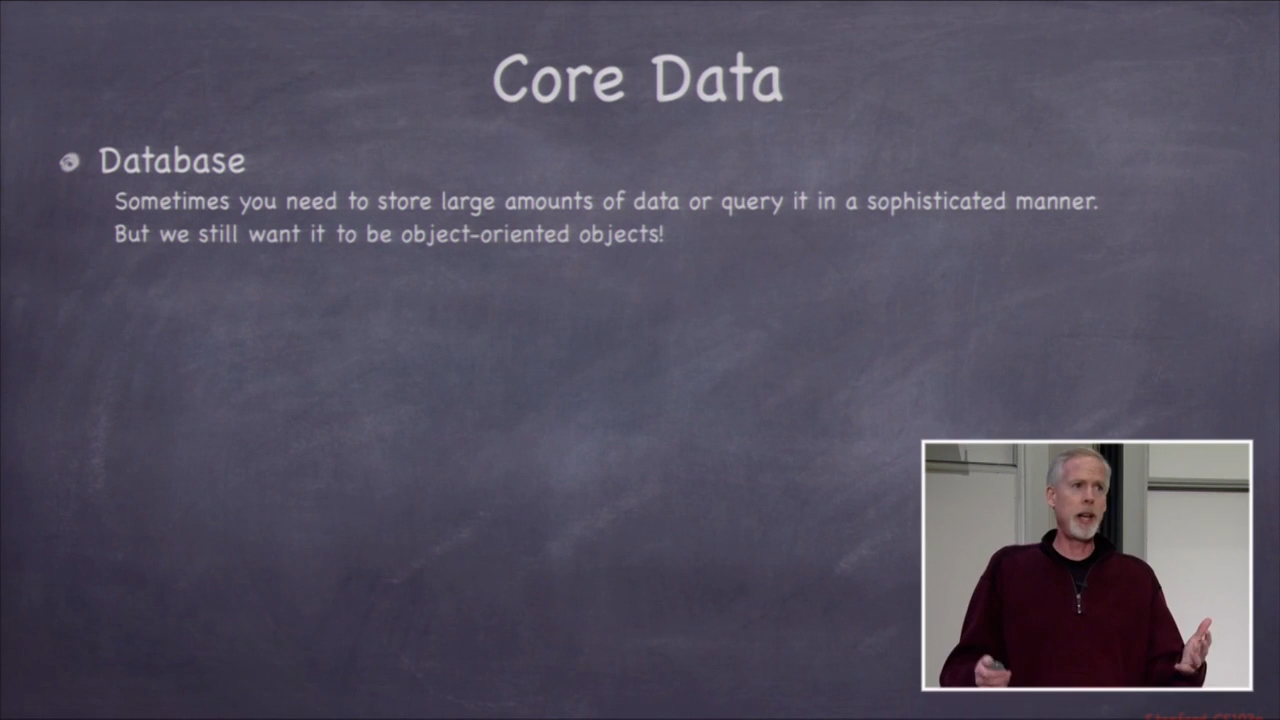 Core Data
Database
Sometimes you need to store large amounts of data or query it in a sophisticated manner.
But we still want it to be object-oriented objects!